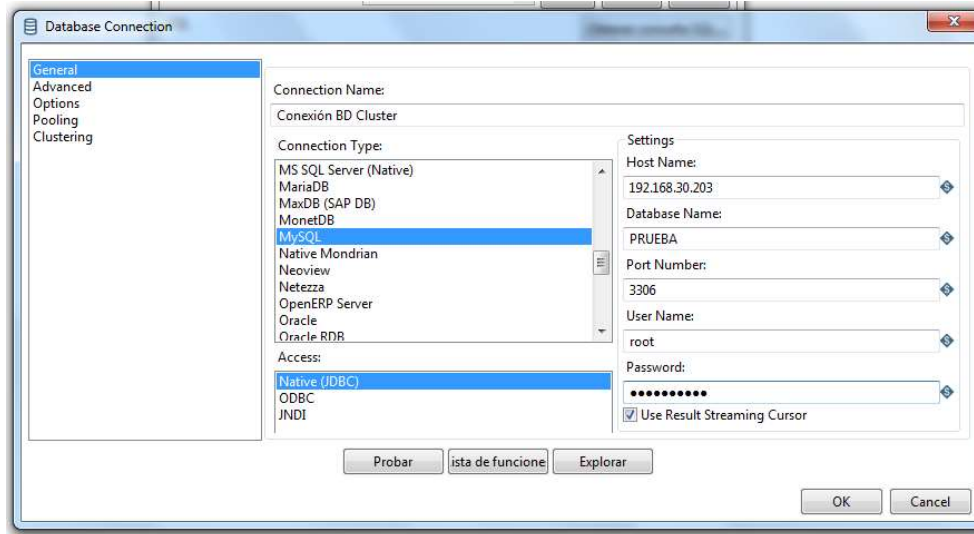 Database Connection
General
Advanced
Options
Pooling
Clustering
Connection Name:
Conexión BD Cluster
Connection Type:
MS SQL Server (Native)
MariaDB
MaxDB (SAP DB)
MonetDB
MySQL
Native Mondrian
Neoview
Netezza
OpenERP Server
Oracle
Oracle RDB
Access:
Native (JDBC)
ODBC
JNDI
Settings
Host Name:
192.168.30.203
Database Name:
PRUEBA
Port Number:
3306
User Name:
root
Password:
●●●●●●●●●●
Use Result Streaming Cursor
Probar
ista de funcione
Explorar
OK
Cancel